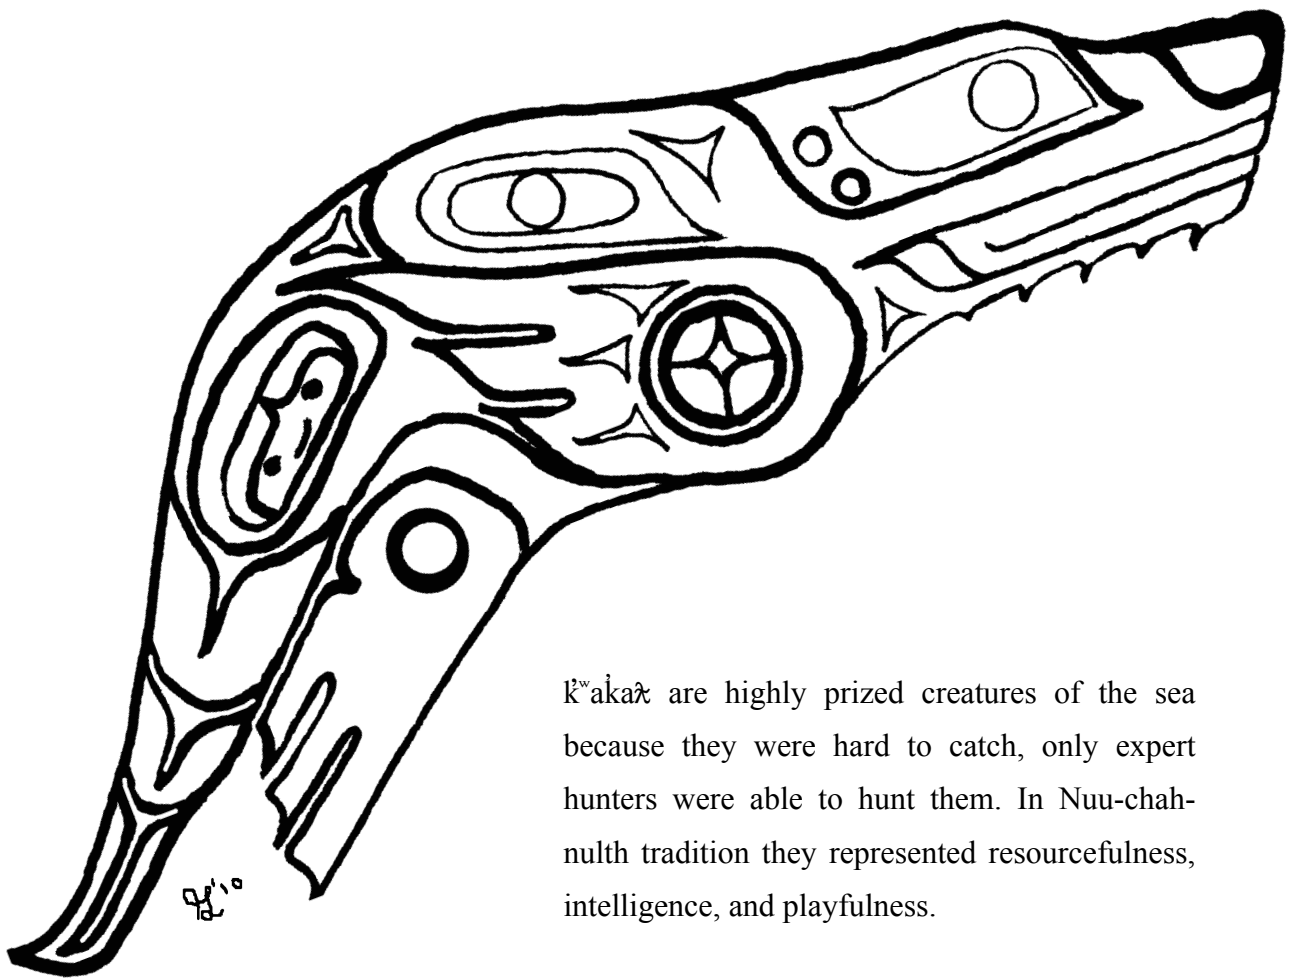 k̓ʷak̓aƛ are highly prized creatures of the sea
because they were hard to catch, only expert
hunters were able to hunt them. In Nuu-chah-
nulth tradition they represented resourcefulness,
intelligence, and playfulness.